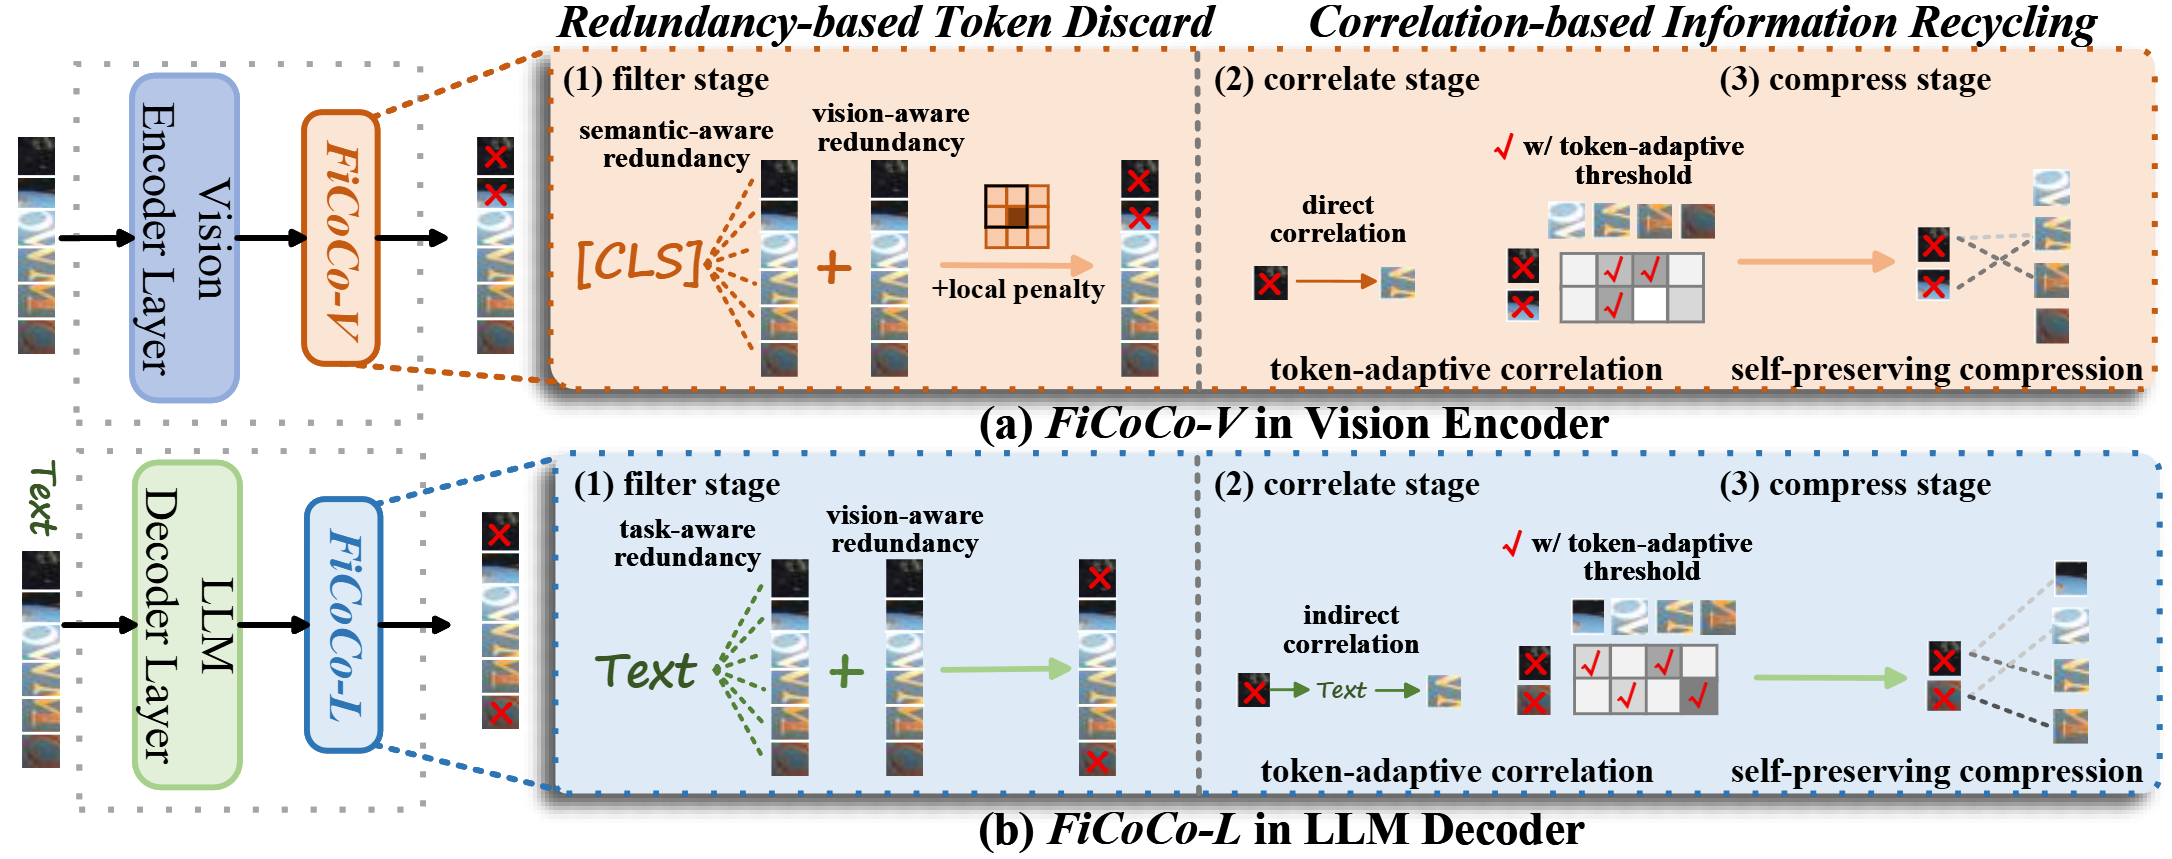 Redundancy-based Token Discard
Correlation-based Information Recycling
Vision
Encoder Layer
FiCoCo-V
(1) filter stage
semantic-aware
redundancy
vision-aware
redundancy
[CLS]
+
+local penalty
(2) correlate stage
direct
correlation
w/ token-adaptive
threshold
token-adaptive correlation
(3) compress stage
self-preserving compression
(a) FiCoCo-V in Vision Encoder
Text
LLM
Decoder Layer
FiCoCo-L
(1) filter stage
task-aware
redundancy
vision-aware
redundancy
Text
+
(2) correlate stage
indirect
correlation
Text
w/ token-adaptive
threshold
token-adaptive correlation
(3) compress stage
self-preserving compression
(b) FiCoCo-L in LLM Decoder